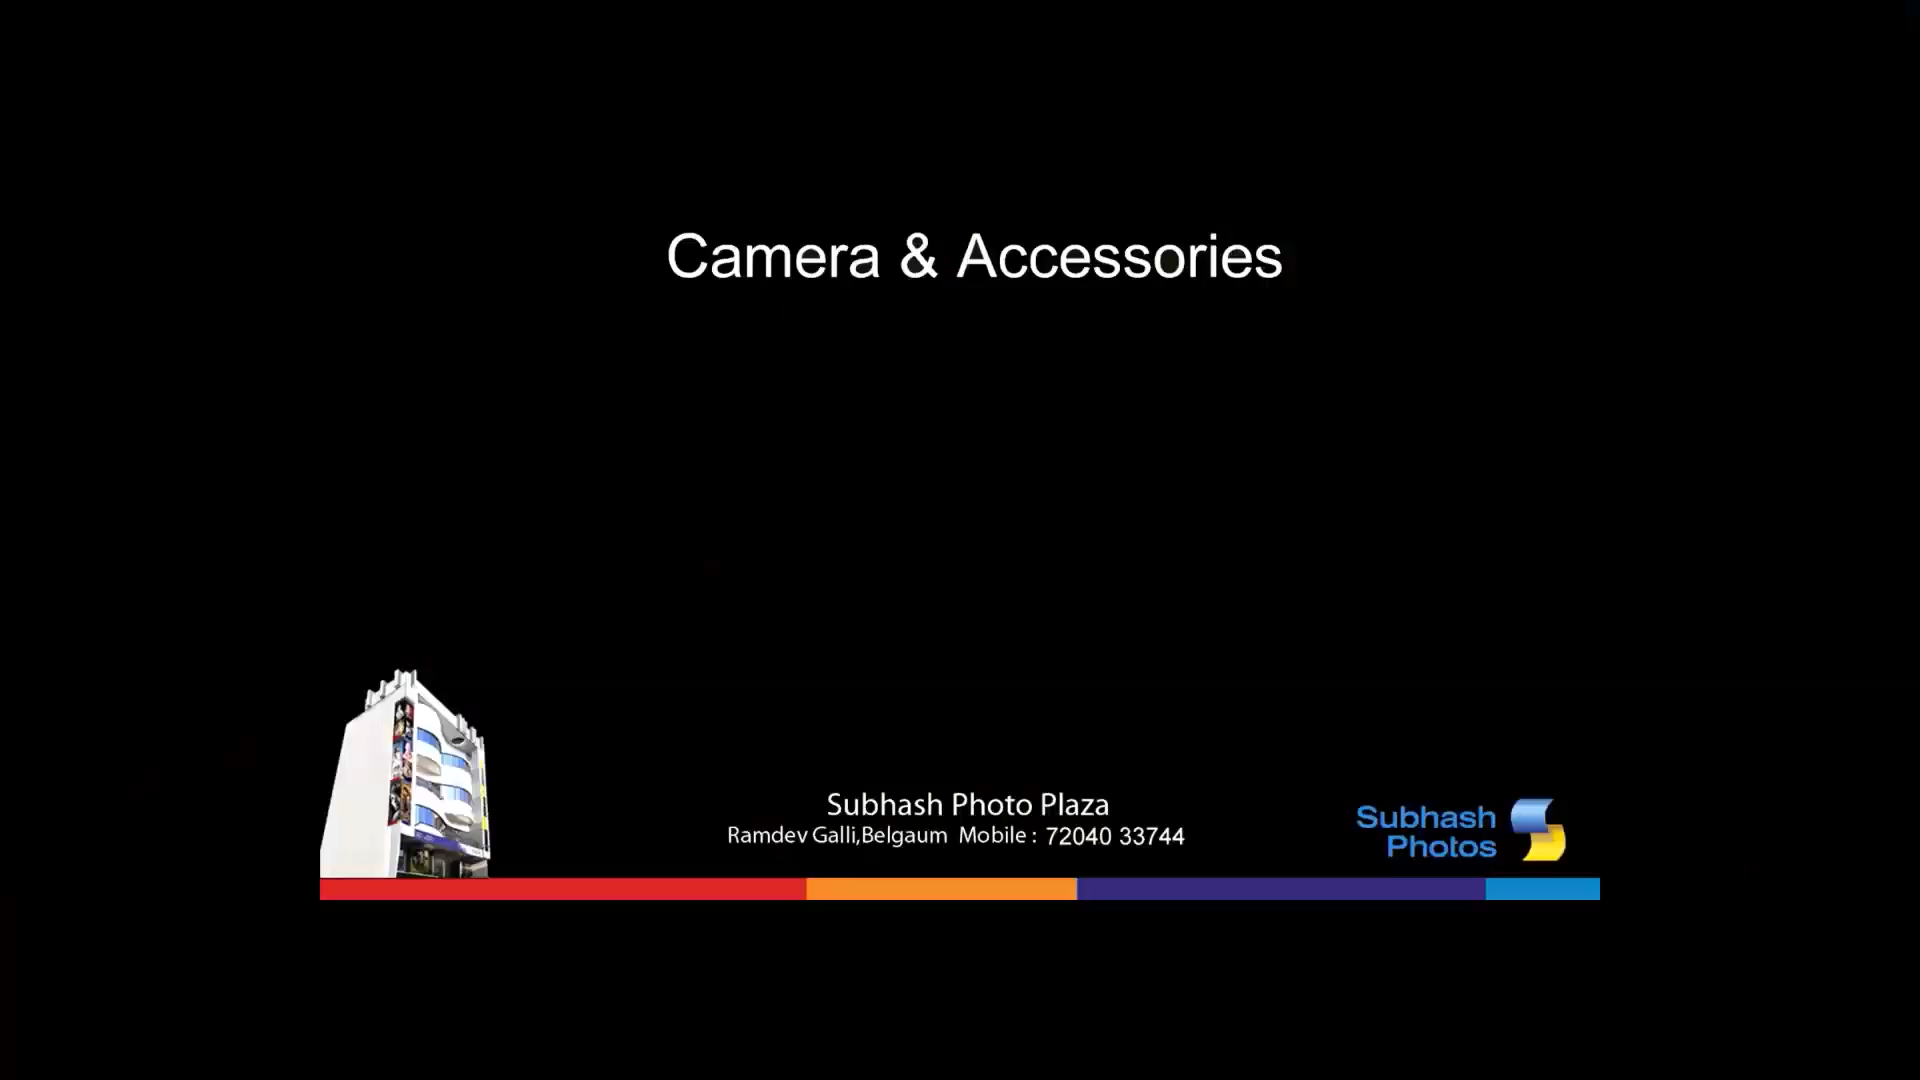 Camera & Accessories
Subhash Photo Plaza
Ramdev Galli,Belgaum Mobile : 72040 33744
Subhash
Photos